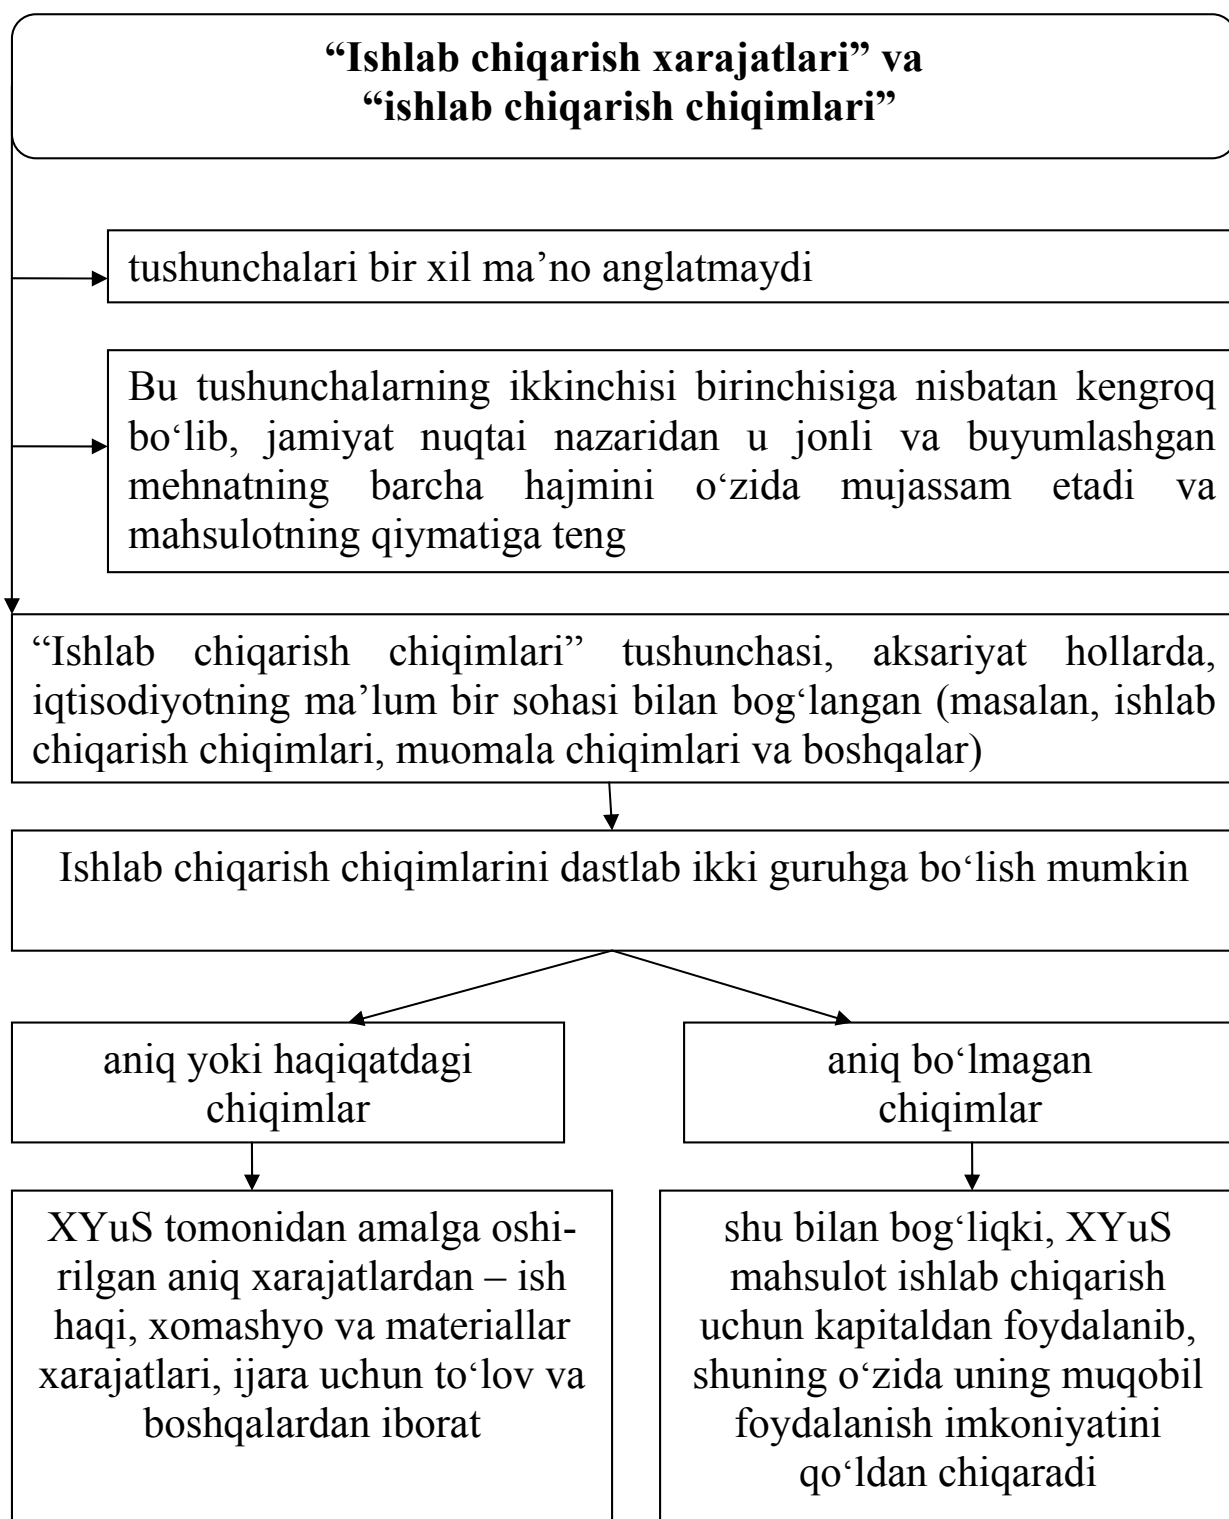 “Ishlab chiqarish xarajatlari” va
“ishlab chiqarish chiqimlari”
tushunchalari bir xil ma’no anglatmaydi
Bu tushunchalarning ikkinchisi birinchisiga nisbatan kengroq
bo‘lib, jamiyat nuqtai nazaridan u jonli va buyumlashgan
mehnatning barcha hajmini o‘zida mujassam etadi va
mahsulotning qiymatiga teng
“Ishlab chiqarish chiqimlari” tushunchasi, aksariyat hollarda,
iqtisodiyotning ma’lum bir sohasi bilan bog‘langan (masalan, ishlab
chiqarish chiqimlari, muomala chiqimlari va boshqalar)
Ishlab chiqarish chiqimlarini dastlab ikki guruhga bo‘lish mumkin
aniq yoki haqiqatdagi
chiqimlar
aniq bo‘lmagan
chiqimlar
XYuS tomonidan amalga oshi-
rilgan aniq xarajatlardan – ish
haqi, xomashyo va materiallar
xarajatlari, ijara uchun to‘lov va
boshqalardan iborat
shu bilan bog‘liqki, XYuS
mahsulot ishlab chiqarish
uchun kapitaldan foydalanib,
shuning o‘zida uning muqobil
foydalanish imkoniyatini
qo‘ldan chiqaradi